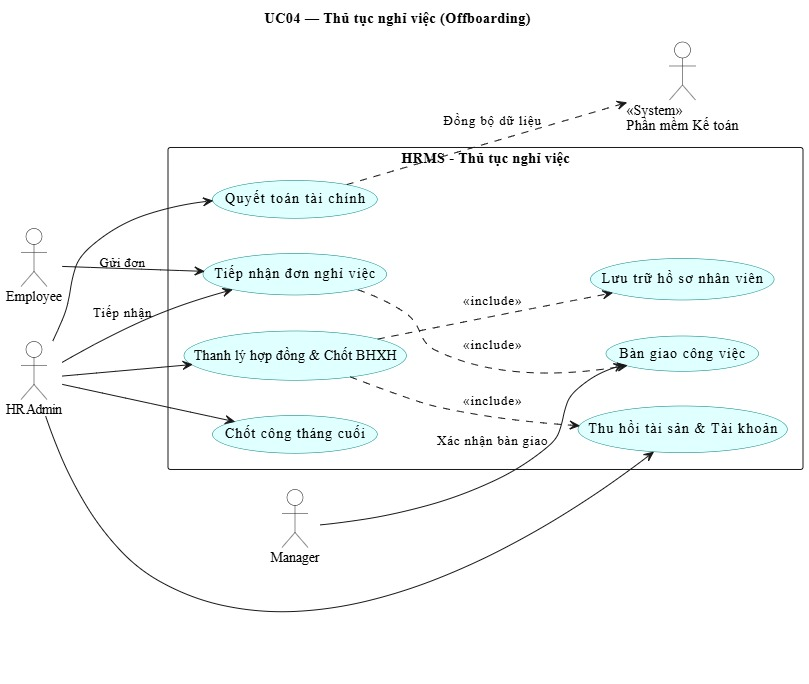 UC04 — Thủ tục nghỉ việc (Offboarding)
«System»
Phần mềm Kế toán
Đồng bộ dữ liệu
HRMS - Thủ tục nghỉ việc
Quyết toán tài chính
Employee
Gửi đơn
Tiếp nhận đơn nghỉ việc
Lưu trữ hồ sơ nhân viên
«include»
Tiếp nhận
HR Admin
Thanh lý hợp đồng & Chốt BHXH
«include»
Bàn giao công việc
«include»
Chốt công tháng cuối
Xác nhận bàn giao
Thu hồi tài sản & Tài khoản
Manager